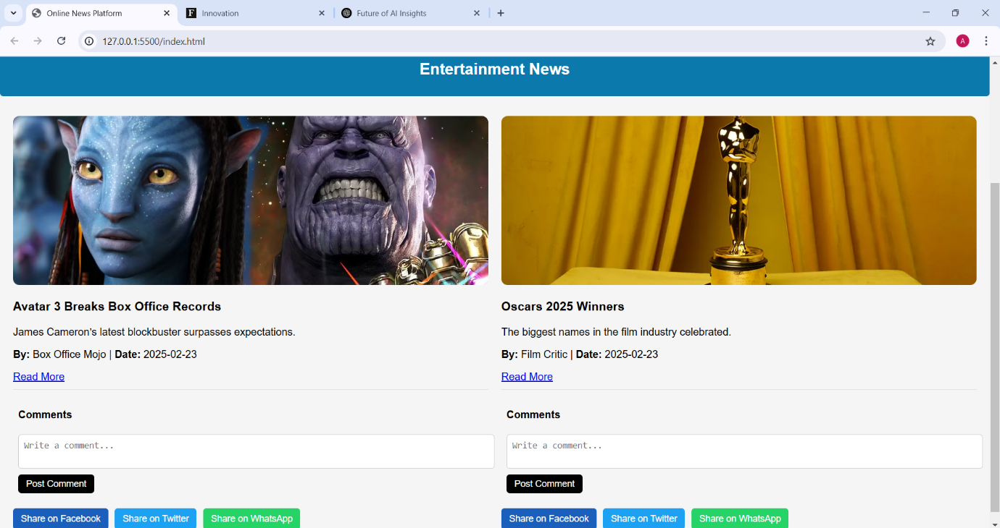 Online News Platform
Innovation
Future of AI Insights
127.0.0.1:5500/index.html
A
Entertainment News
Avatar 3 Breaks Box Office Records
James Cameron's latest blockbuster surpasses expectations.
By: Box Office Mojo | Date: 2025-02-23
Read More
Comments
Write a comment...
Post Comment
Share on Facebook Share on Twitter Share on WhatsApp
Oscars 2025 Winners
The biggest names in the film industry celebrated.
By: Film Critic | Date: 2025-02-23
Read More
Comments
Write a comment...
Post Comment
Share on Facebook Share on Twitter Share on WhatsApp